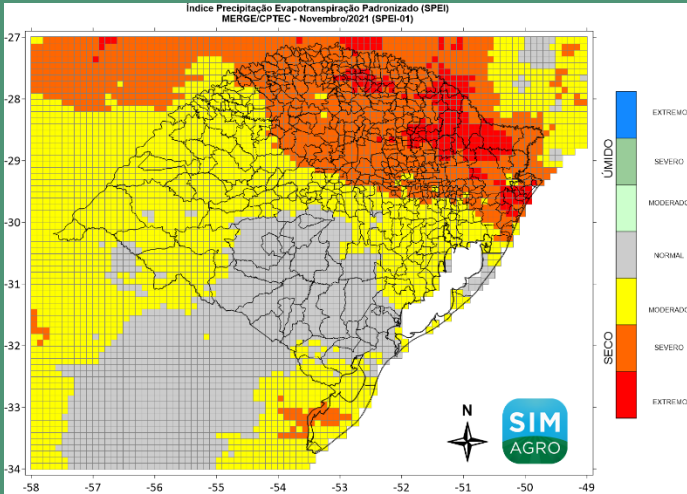 Índice Precipitação Evapotranspiração Padronizado (SPEI)
MERGE/CPTEC - Novembro/2021 (SPEI-01)
-27
-28
-29
-30
-31
-32
-33
-34
-58
-57
-56
-55
-54
-53
-52
-51
-50
-49
N
SIM
AGRO
ÚMIDO
SECO
EXTREMO
SEVERO
MODERADO
NORMAL
MODERADO
SEVERO
EXTREMO